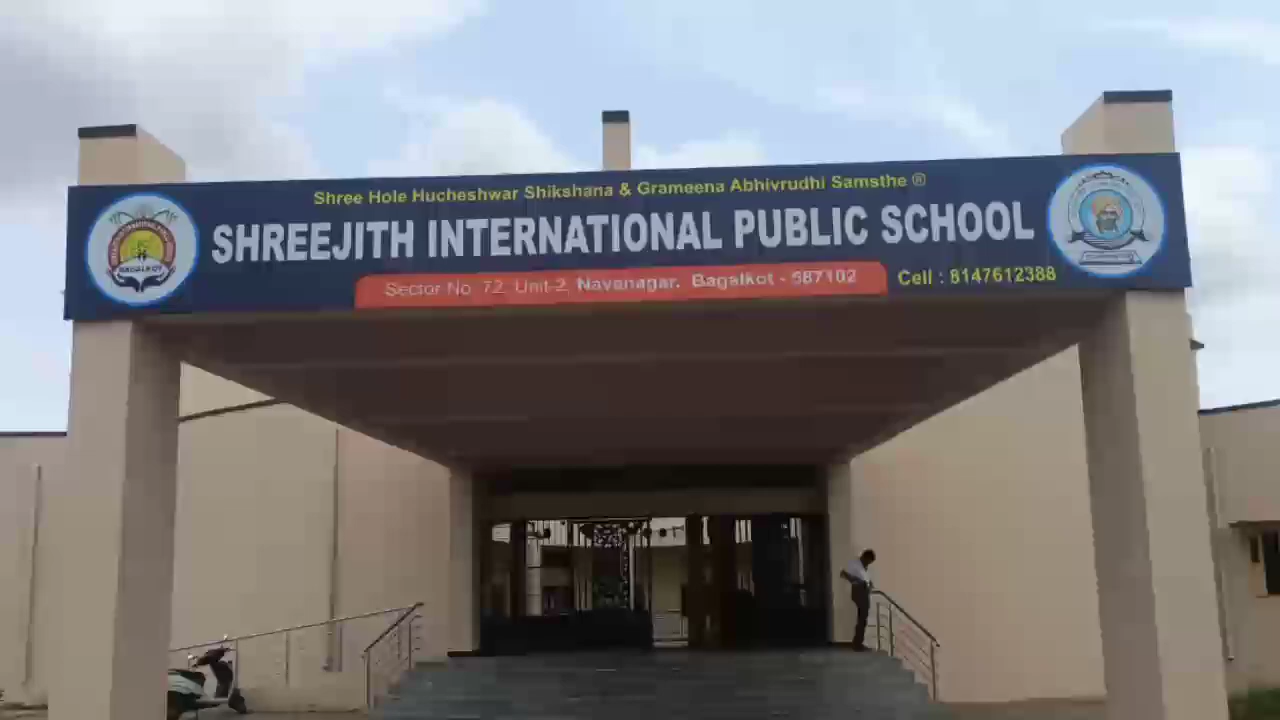 Shree Hole Hucheshwar Shikshana & Grameena Abhivrudhi Samsthe ®
SHREEJITH INTERNATIONAL PUBLIC SCHOOL
Sector No. 72, Unit-2, Navanagar, Bagalkot - 587102
Cell : 8147612388
BAGALKOT